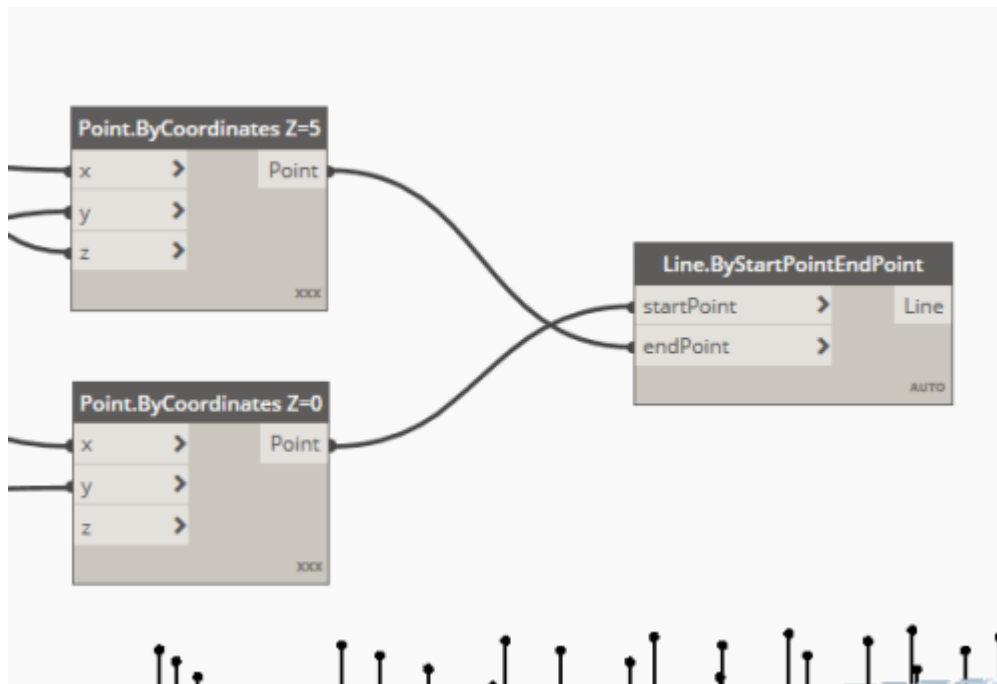 Point.ByCoordinates Z=5
x > Point
y >
z >
xxx
Line.ByStartPointEndPoint
startPoint > Line
endPoint >
AUTO
Point.ByCoordinates Z=0
x > Point
y >
z >
xxx